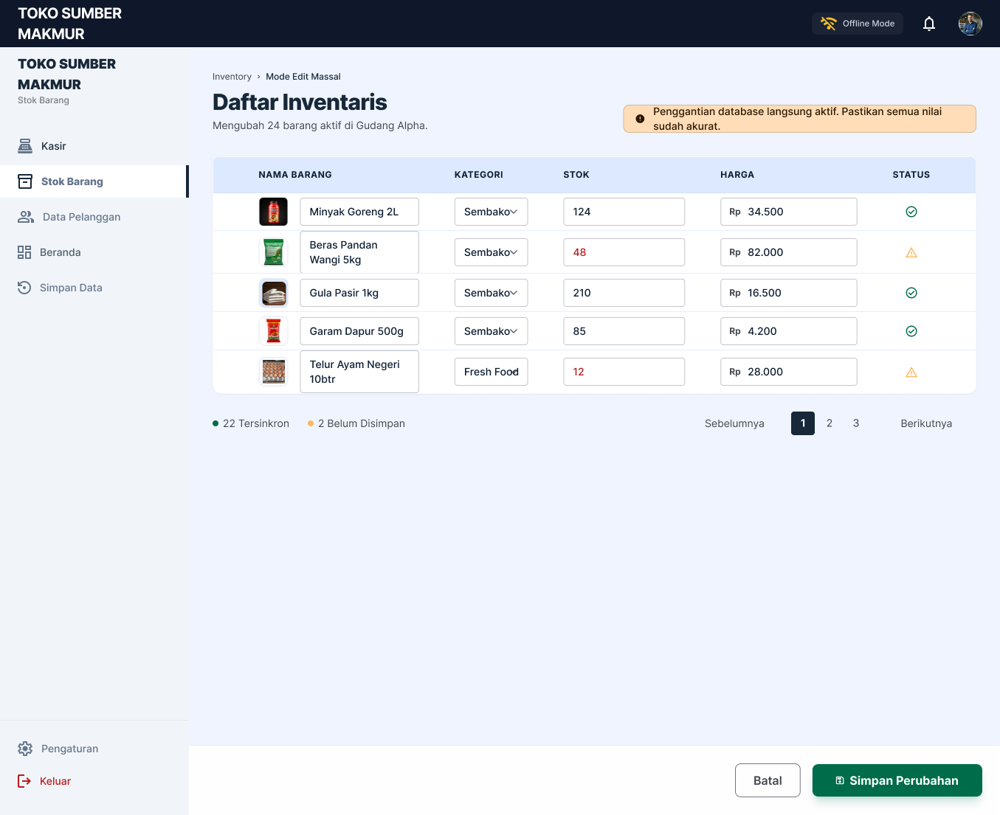 TOKO SUMBER
MAKMUR
Offline Mode
TOKO SUMBER
MAKMUR
Stok Barang
Kasir
Stok Barang
Data Pelanggan
Beranda
Simpan Data
Pengaturan
Keluar
Inventory › Mode Edit Massal
Daftar Inventaris
Mengubah 24 barang aktif di Gudang Alpha.
Penggantian database langsung aktif. Pastikan semua nilai
sudah akurat.
NAMA BARANG KATEGORI STOK HARGA STATUS
Minyak Goreng 2L Sembako 124 Rp 34.500
Beras Pandan
Wangi 5kg Sembako 48 Rp 82.000
Gula Pasir 1kg Sembako 210 Rp 16.500
Garam Dapur 500g Sembako 85 Rp 4.200
Telur Ayam Negeri
10btr Fresh Food 12 Rp 28.000
22 Tersinkron 2 Belum Disimpan Sebelumnya 1 2 3 Berikutnya
Batal Simpan Perubahan